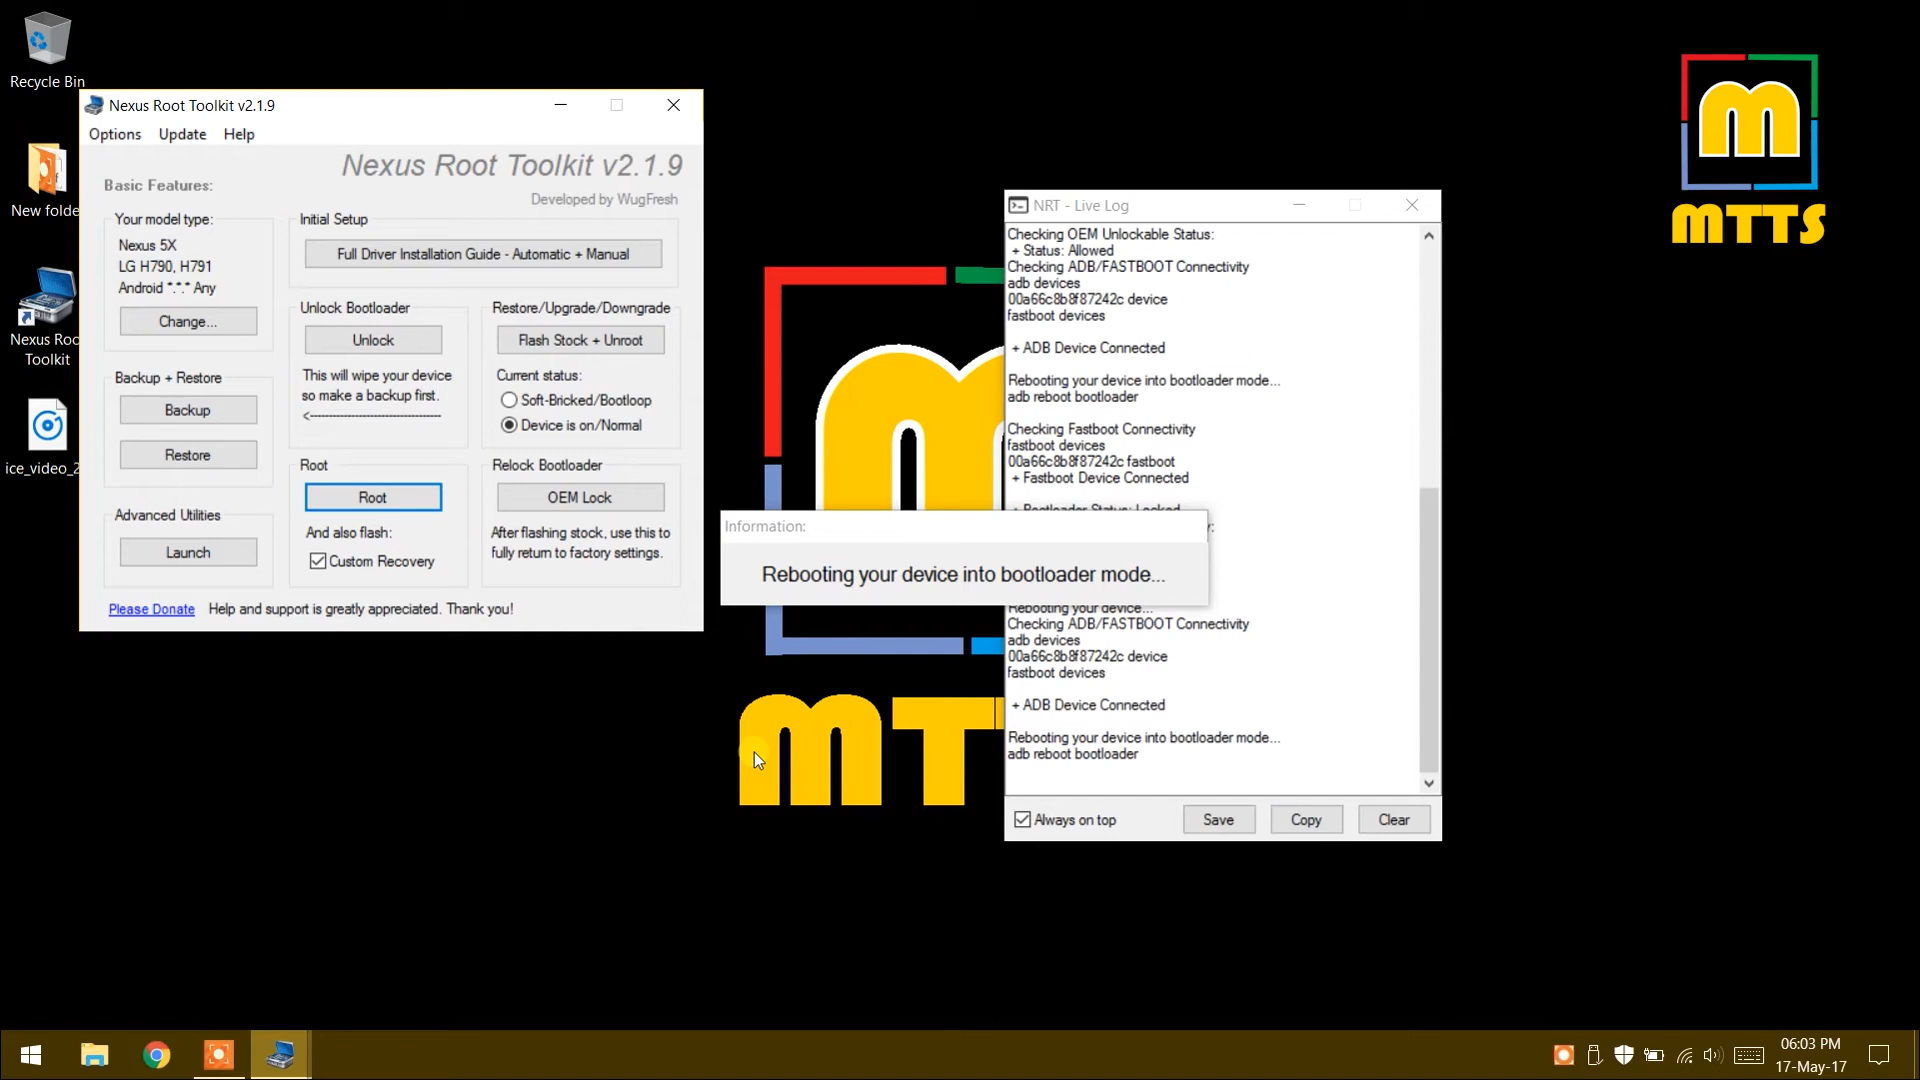 Recycle Bin
New folde
Nexus Roo
Toolkit
ice_video_2
Nexus Root Toolkit v2.1.9
Options Update Help
Nexus Root Toolkit v2.1.9
Developed by WugFresh
Basic Features:
Your model type:
Nexus 5X
LG H790, H791
Android *.*.* Any
Change...
Backup + Restore
Backup
Restore
Advanced Utilities
Launch
Initial Setup
Full Driver Installation Guide - Automatic + Manual
Unlock Bootloader
Unlock
This will wipe your device
so make a backup first.
<-----------------------------------
Restore/Upgrade/Downgrade
Flash Stock + Unroot
Current status:
Soft-Bricked/Bootloop
Device is on/Normal
Root
Root
And also flash:
Custom Recovery
Relock Bootloader
OEM Lock
After flashing stock, use this to
fully return to factory settings.
Please Donate Help and support is greatly appreciated. Thank you!
Information:
Rebooting your device into bootloader mode...
NRT - Live Log
Checking OEM Unlockable Status:
+ Status: Allowed
Checking ADB/FASTBOOT Connectivity
adb devices
00a66c8b8f87242c device
fastboot devices
+ ADB Device Connected
Rebooting your device into bootloader mode...
adb reboot bootloader
Checking Fastboot Connectivity
fastboot devices
00a66c8b8f87242c fastboot
+ Fastboot Device Connected
+ Bootloader Status: Locked
Rebooting your device...
Checking ADB/FASTBOOT Connectivity
adb devices
00a66c8b8f87242c device
fastboot devices
+ ADB Device Connected
Rebooting your device into bootloader mode...
adb reboot bootloader
Always on top
Save
Copy
Clear
m
MTTS
m
MT
06:03 PM
17-May-17